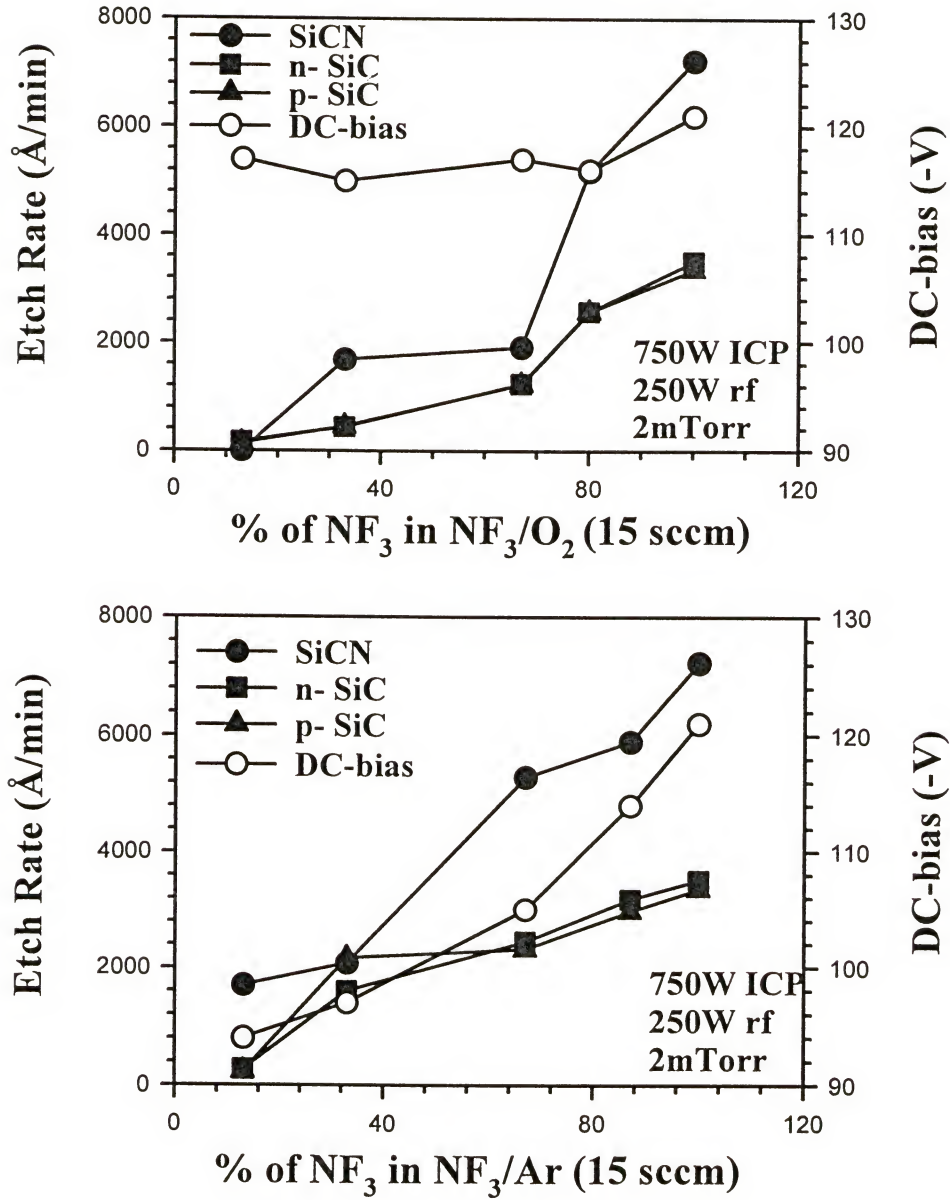 8000
6000
4000
2000
0
Etch Rate (Å/min)
SiCN
n- SiC
p- SiC
DC-bias
130
120
110
100
90
DC-bias (-V)
750W ICP
250W rf
2mTorr
0 40 80 120
% of NF₃ in NF₃/O₂ (15 sccm)
8000
6000
4000
2000
0
Etch Rate (Å/min)
SiCN
n- SiC
p- SiC
DC-bias
130
120
110
100
90
DC-bias (-V)
750W ICP
250W rf
2mTorr
0 40 80 120
% of NF₃ in NF₃/Ar (15 sccm)